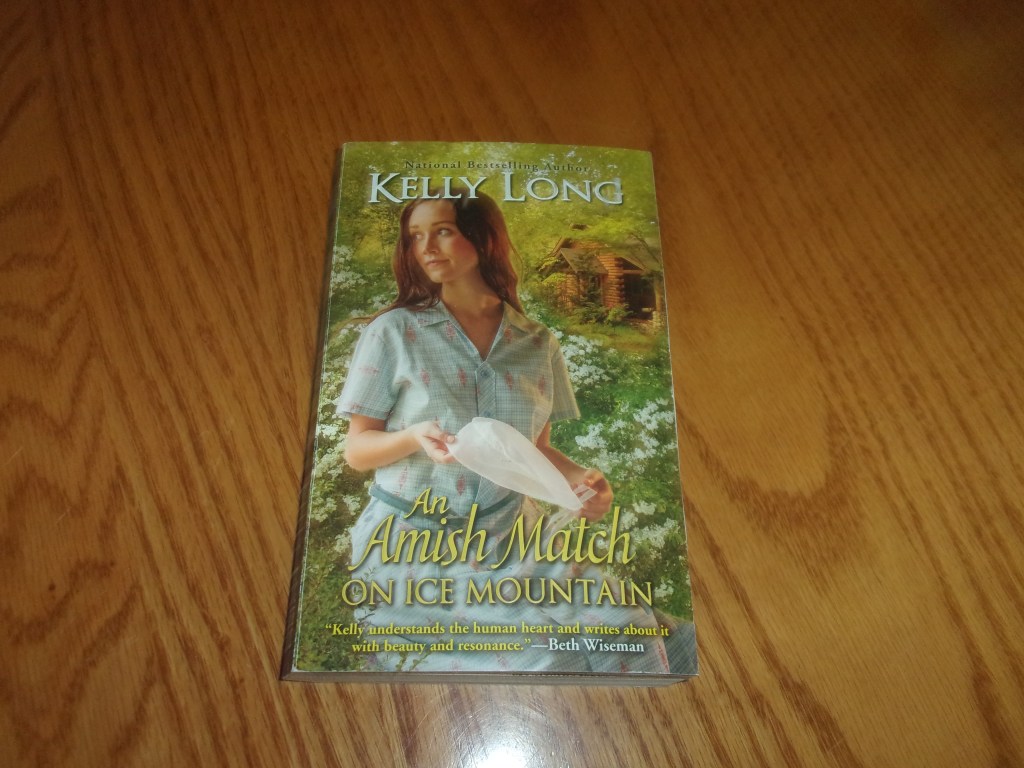 National Bestselling Author
KELLY LONG
An
Amish Match
ON ICE MOUNTAIN
“Kelly understands the human heart and writes about it
with beauty and resonance.”—Beth Wiseman